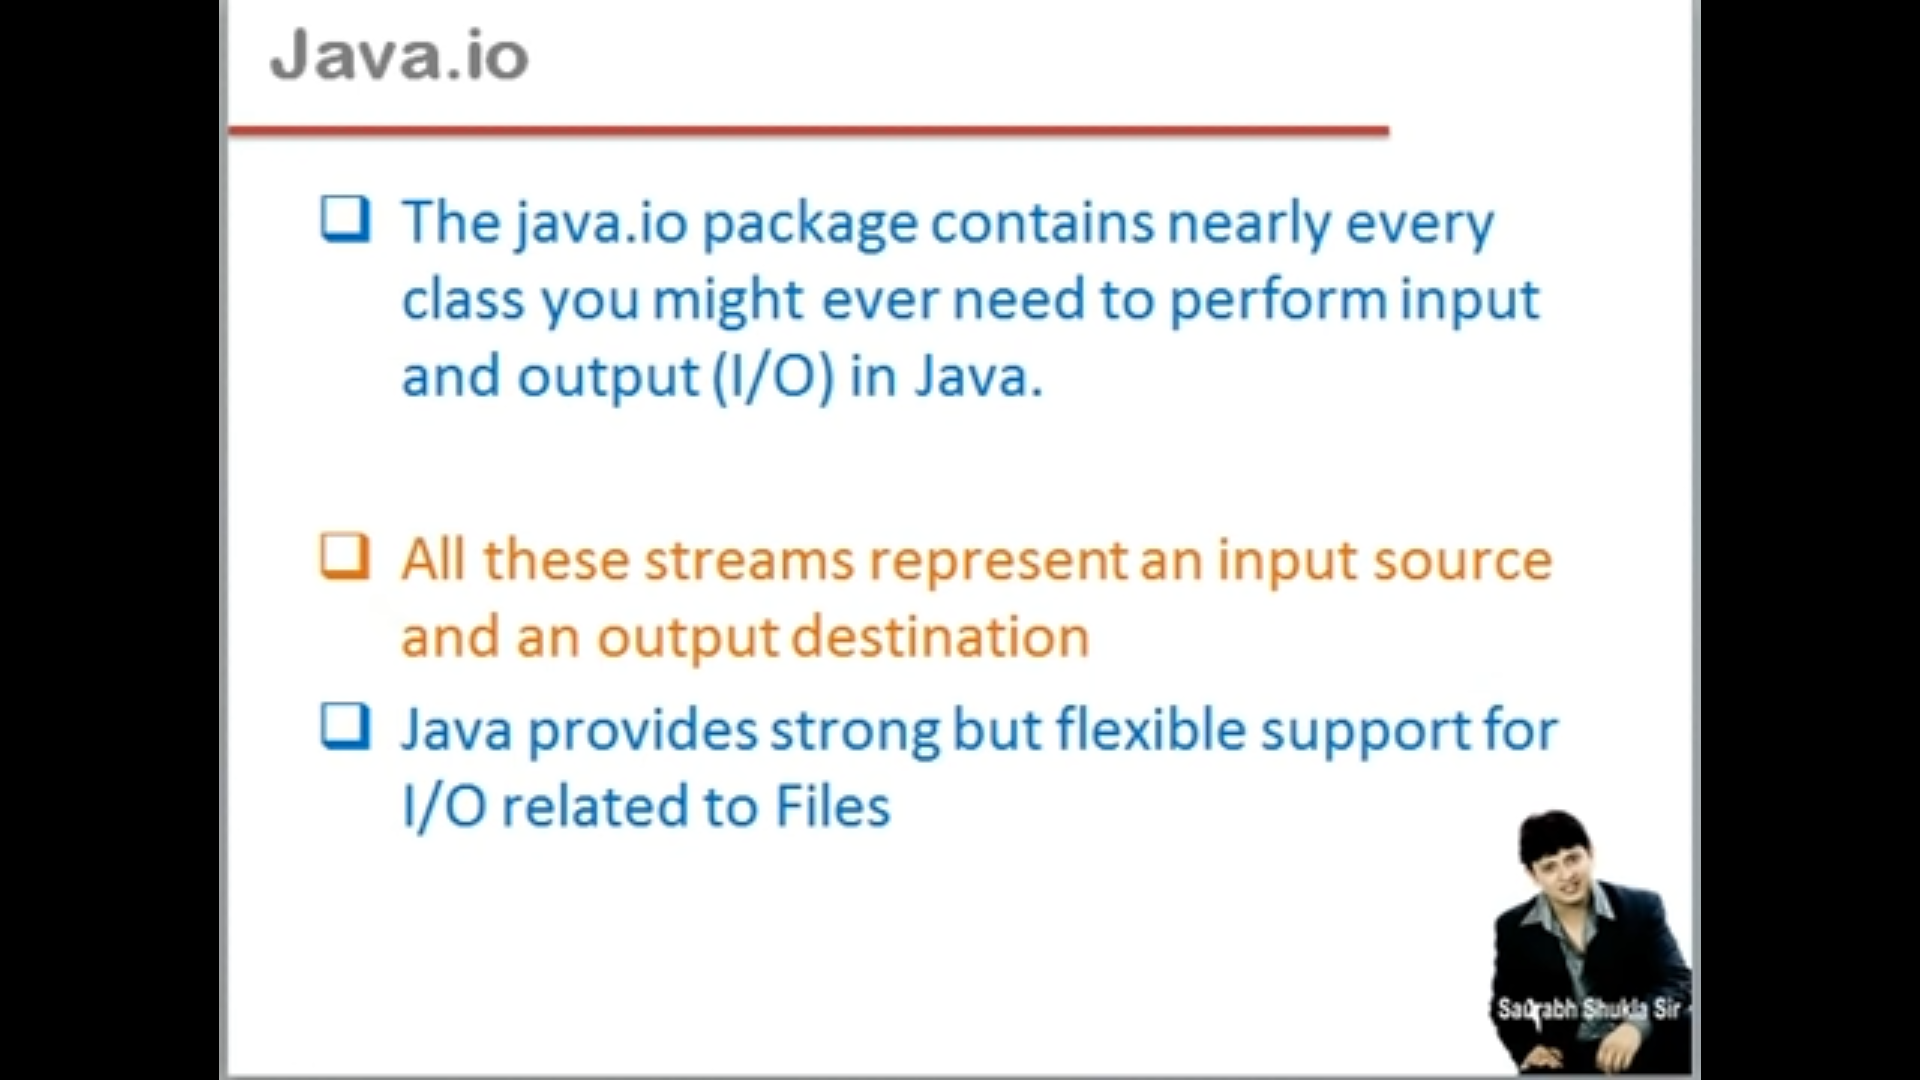 Java.io
The java.io package contains nearly every
class you might ever need to perform input
and output (I/O) in Java.
All these streams represent an input source
and an output destination
Java provides strong but flexible support for
I/O related to Files
Saurabh Shukla Sir